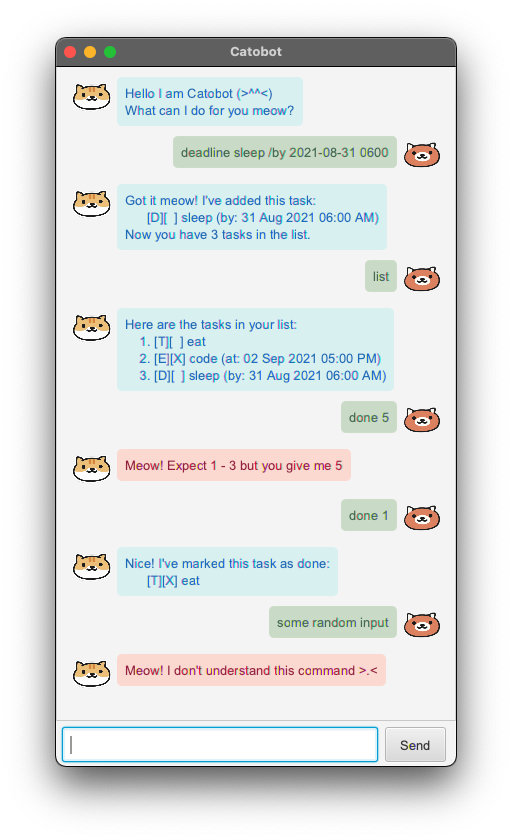 Catobot
Hello I am Catobot (>^^<)
What can I do for you meow?
deadline sleep /by 2021-08-31 0600
Got it meow! I've added this task:
[D][  ] sleep (by: 31 Aug 2021 06:00 AM)
Now you have 3 tasks in the list.
list
Here are the tasks in your list:
1. [T][  ] eat
2. [E][X] code (at: 02 Sep 2021 05:00 PM)
3. [D][  ] sleep (by: 31 Aug 2021 06:00 AM)
done 5
Meow! Expect 1 - 3 but you give me 5
done 1
Nice! I've marked this task as done:
[T][X] eat
some random input
Meow! I don't understand this command >.<
Send